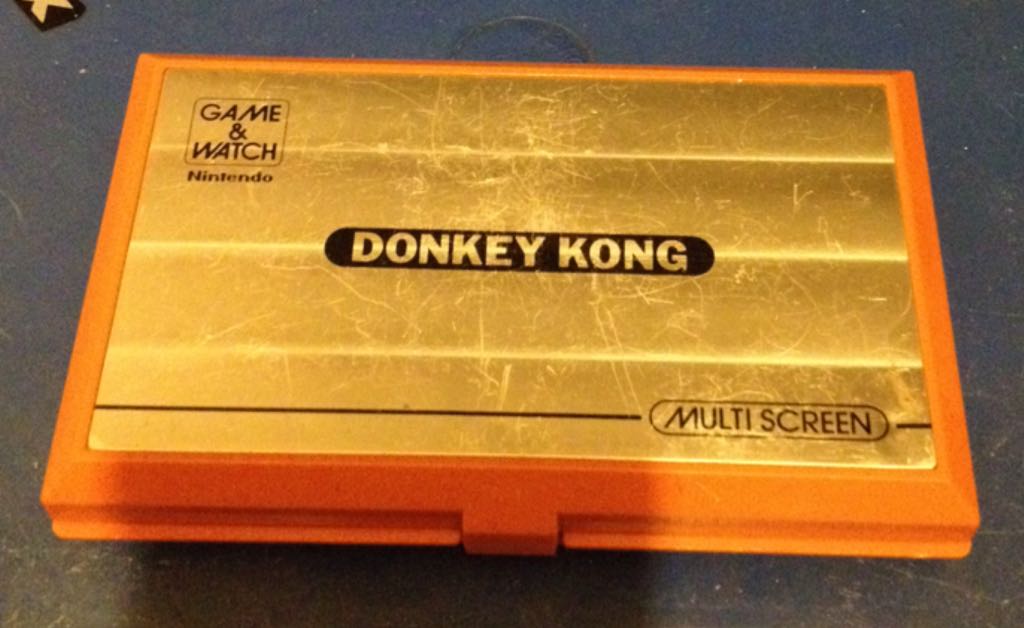 GAME
&
WATCH
Nintendo
DONKEY KONG
MULTI SCREEN